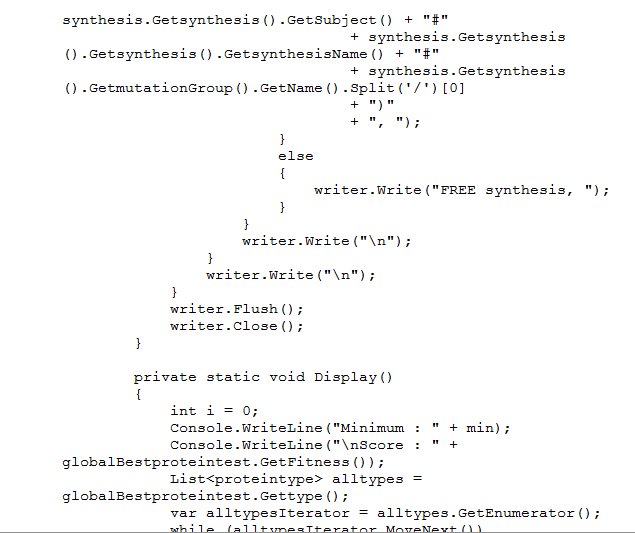 synthesis.Getsynthesis().GetSubject() + "#"
+ synthesis.Getsynthesis
().Getsynthesis().GetsynthesisName() + "#"
+ synthesis.Getsynthesis
().GetmutationGroup().GetName().Split('/')[0]
+ ")"
+ ", ");
}
else
{
writer.Write("FREE synthesis, ");
}
}
writer.Write("\n");
}
writer.Write("\n");
}
writer.Flush();
writer.Close();
}
private static void Display()
{
int i = 0;
Console.WriteLine("Minimum : " + min);
Console.WriteLine("\nScore : " +
globalBestproteintest.GetFitness());
List<proteintype> alltypes =
globalBestproteintest.Gettype();
var alltypesIterator = alltypes.GetEnumerator();
while (alltypesIterator.MoveNext())